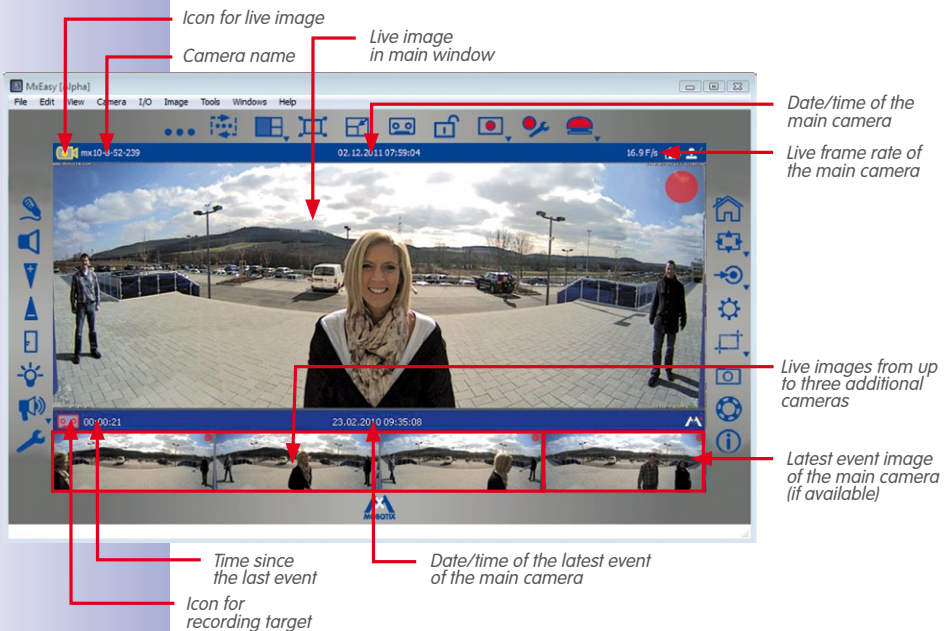 Icon for live image
Live image
in main window
Camera name
MxEasy [Alpha]
File Edit View Camera I/O Image Tools Windows Help
Date/time of the
main camera
02.12.2011 07:59:04
16.9 F/s
Live frame rate of
the main camera
Live images from up
to three additional
cameras
00:00:21
23.02.2010 09:35:08
Latest event image
of the main camera
(if available)
MOBOTIX
Time since
the last event
Date/time of the latest event
of the main camera
Icon for
recording target